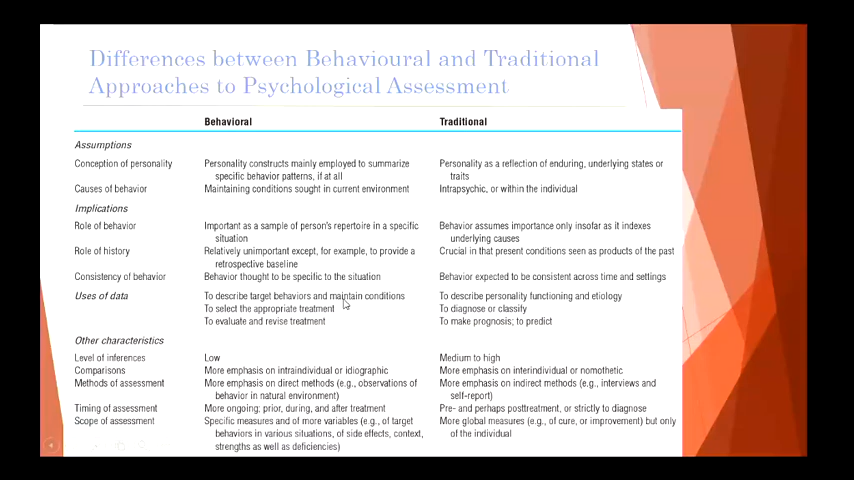 Differences between Behavioural and Traditional
Approaches to Psychological Assessment
Behavioral Traditional
Assumptions
Conception of personality Personality constructs mainly employed to summarize Personality as a reflection of enduring, underlying states or
specific behavior patterns, if at all traits
Causes of behavior Maintaining conditions sought in current environment Intrapsychic, or within the individual
Implications
Role of behavior Important as a sample of person's repertoire in a specific Behavior assumes importance only insofar as it indexes
situation underlying causes
Role of history Relatively unimportant except, for example, to provide a Crucial in that present conditions seen as products of the past
retrospective baseline
Consistency of behavior Behavior thought to be specific to the situation Behavior expected to be consistent across time and settings
Uses of data To describe target behaviors and maintain conditions To describe personality functioning and etiology
To select the appropriate treatment To diagnose or classify
To evaluate and revise treatment To make prognosis; to predict
Other characteristics
Level of inferences Low Medium to high
Comparisons More emphasis on intraindividual or idiographic More emphasis on interindividual or nomothetic
Methods of assessment More emphasis on direct methods (e.g., observations of More emphasis on indirect methods (e.g., interviews and
behavior in natural environment) self-report)
Timing of assessment More ongoing; prior, during, and after treatment Pre- and perhaps posttreatment, or strictly to diagnose
Scope of assessment Specific measures and of more variables (e.g., of target More global measures (e.g., of cure, or improvement) but only
behaviors in various situations, of side effects, context, of the individual
strengths as well as deficiencies)